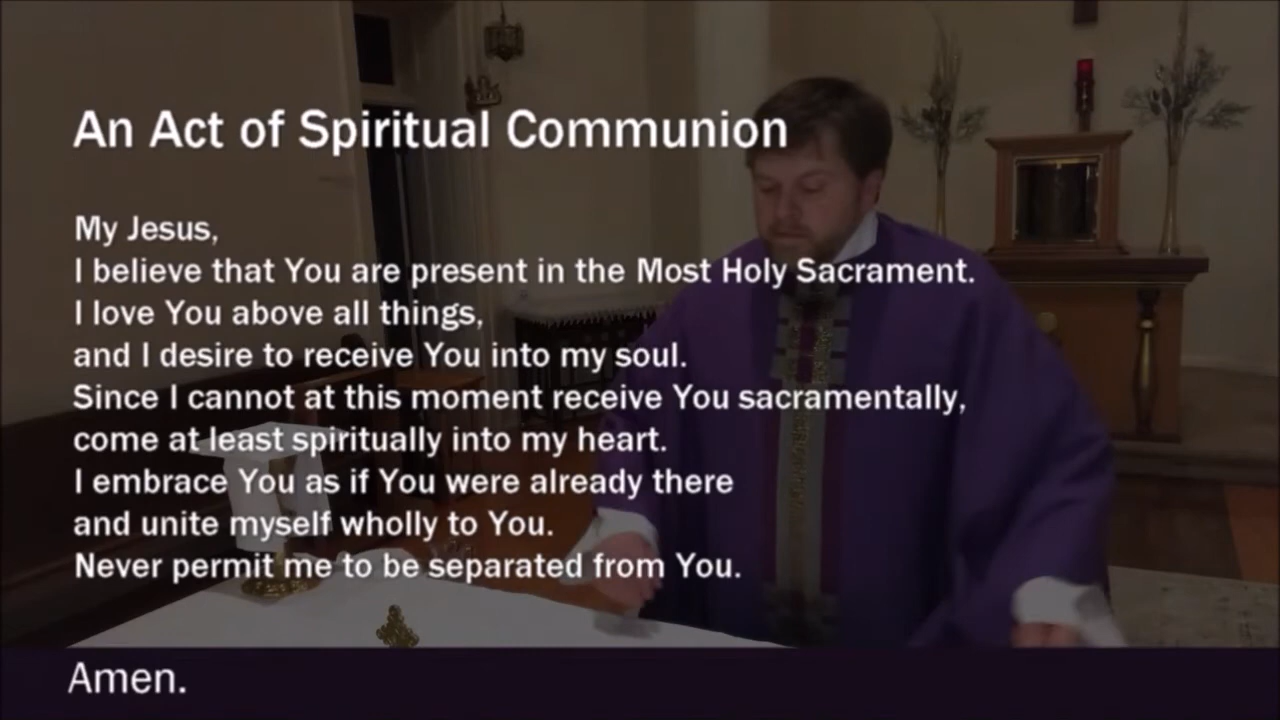 An Act of Spiritual Communion
My Jesus,
I believe that You are present in the Most Holy Sacrament.
I love You above all things,
and I desire to receive You into my soul.
Since I cannot at this moment receive You sacramentally,
come at least spiritually into my heart.
I embrace You as if You were already there
and unite myself wholly to You.
Never permit me to be separated from You.
Amen.